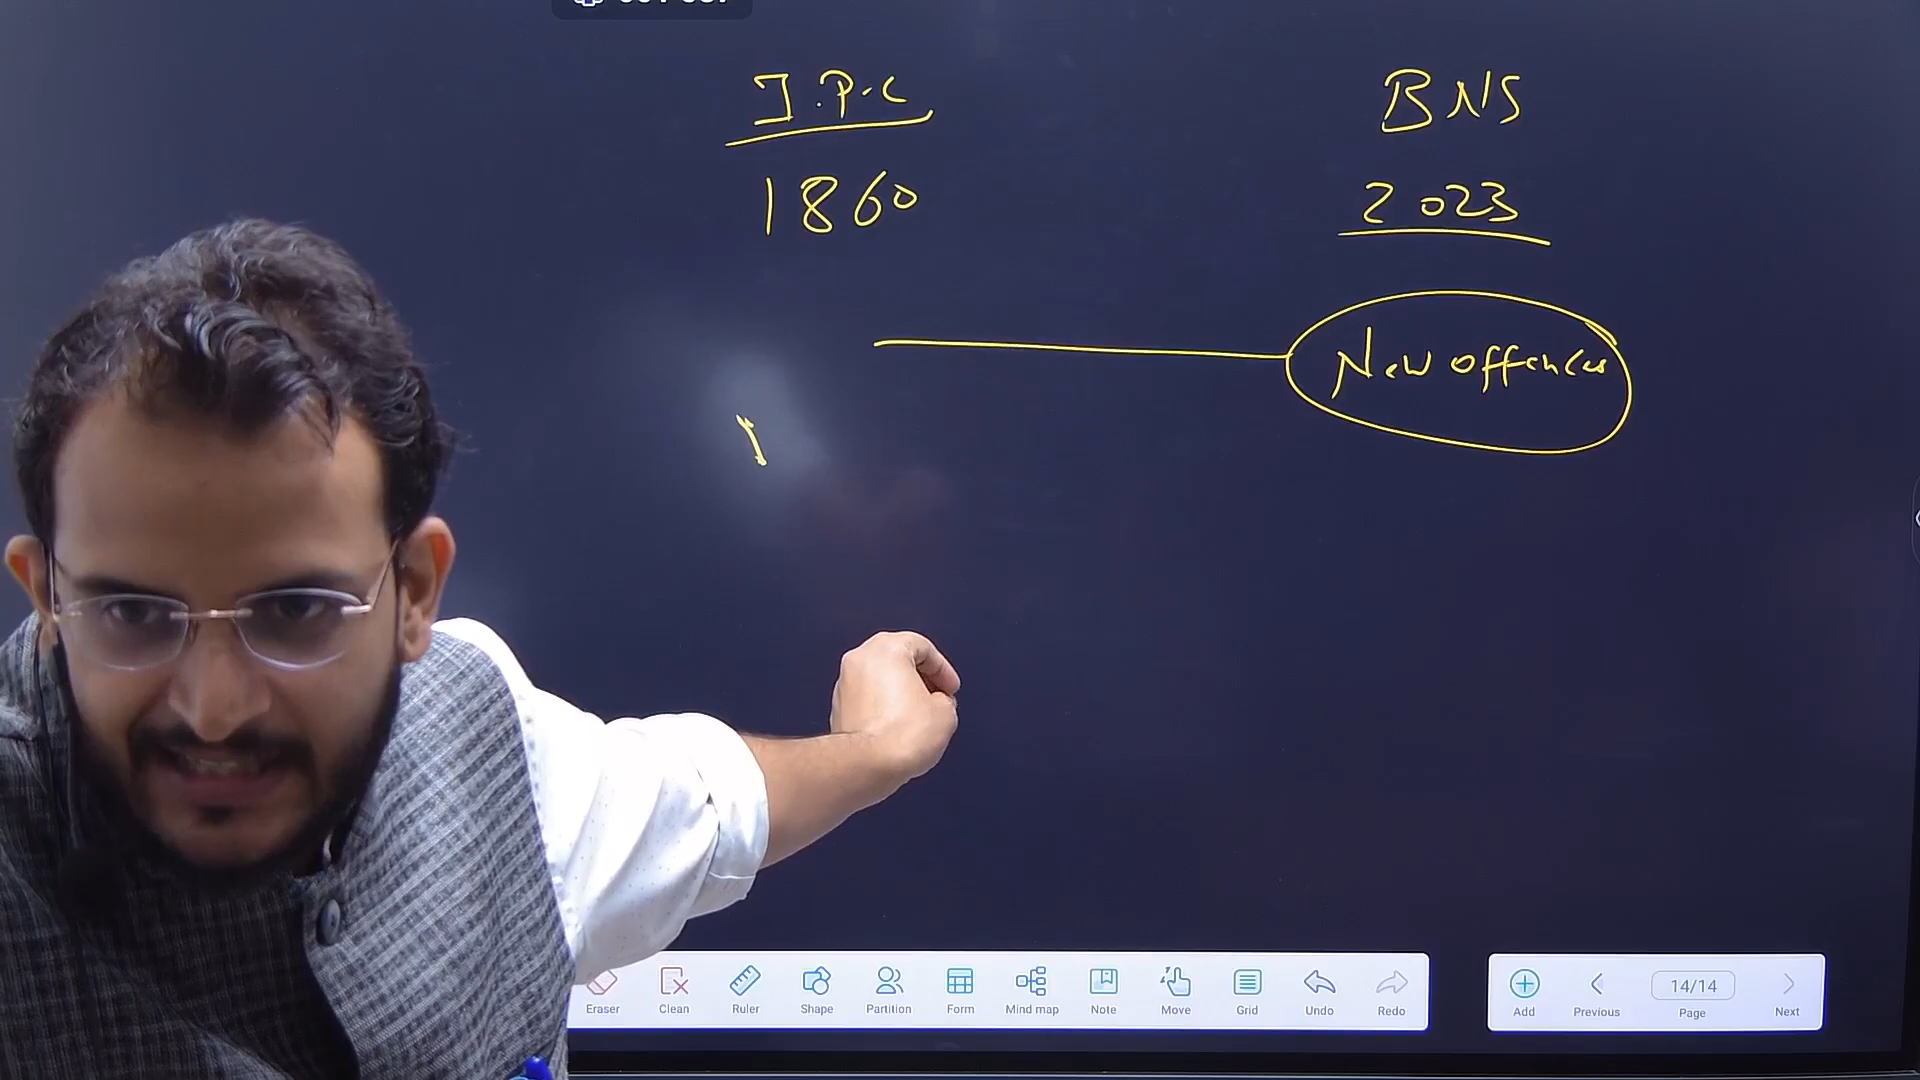 I.P.C
BNS
1860
2023
New offences
Eraser
Clean
Ruler
Shape
Partition
Form
Mind map
Note
Move
Grid
Undo
Redo
Add
Previous
14/14
Page
Next